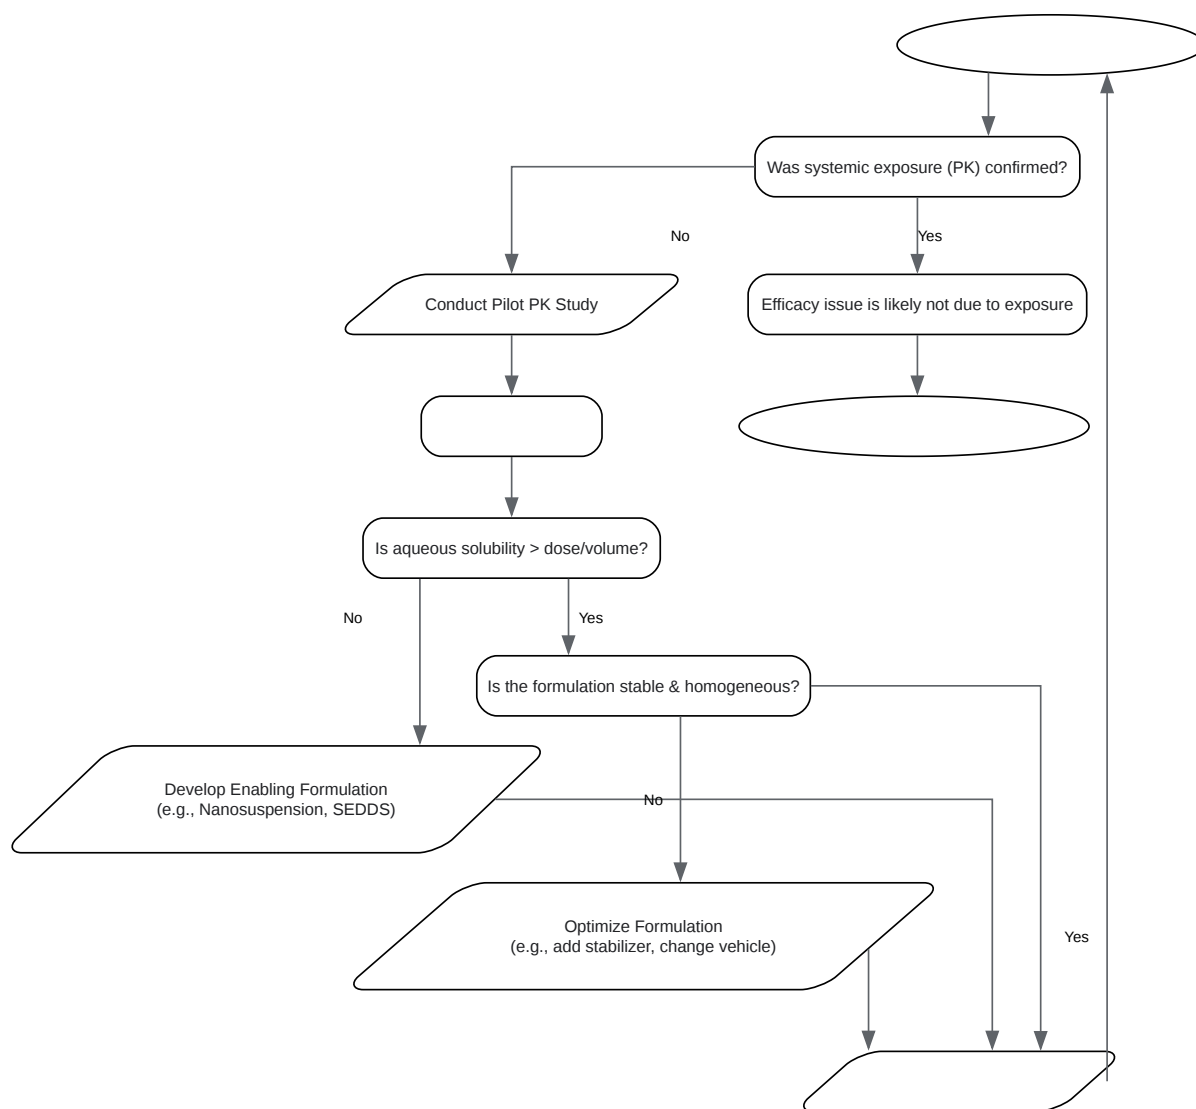 Was systemic exposure (PK) confirmed?
No
Yes
Conduct Pilot PK Study
Efficacy issue is likely not due to exposure
Is aqueous solubility > dose/volume?
No
Yes
Is the formulation stable & homogeneous?
Develop Enabling Formulation
(e.g., Nanosuspension, SEDDS)
No
Optimize Formulation
(e.g., add stabilizer, change vehicle)
Yes